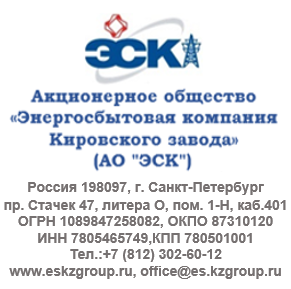 ЭСК
Акционерное общество
«Энергосбытовая компания
Кировского завода»
(АО "ЭСК")
Россия 198097, г. Санкт-Петербург
пр. Стачек 47, литера О, пом. 1-Н, каб.401
ОГРН 1089847258082, ОКПО 87310120
ИНН 7805465749,КПП 780501001
Тел.:+7 (812) 302-60-12
www.eskzgroup.ru, office@es.kzgroup.ru